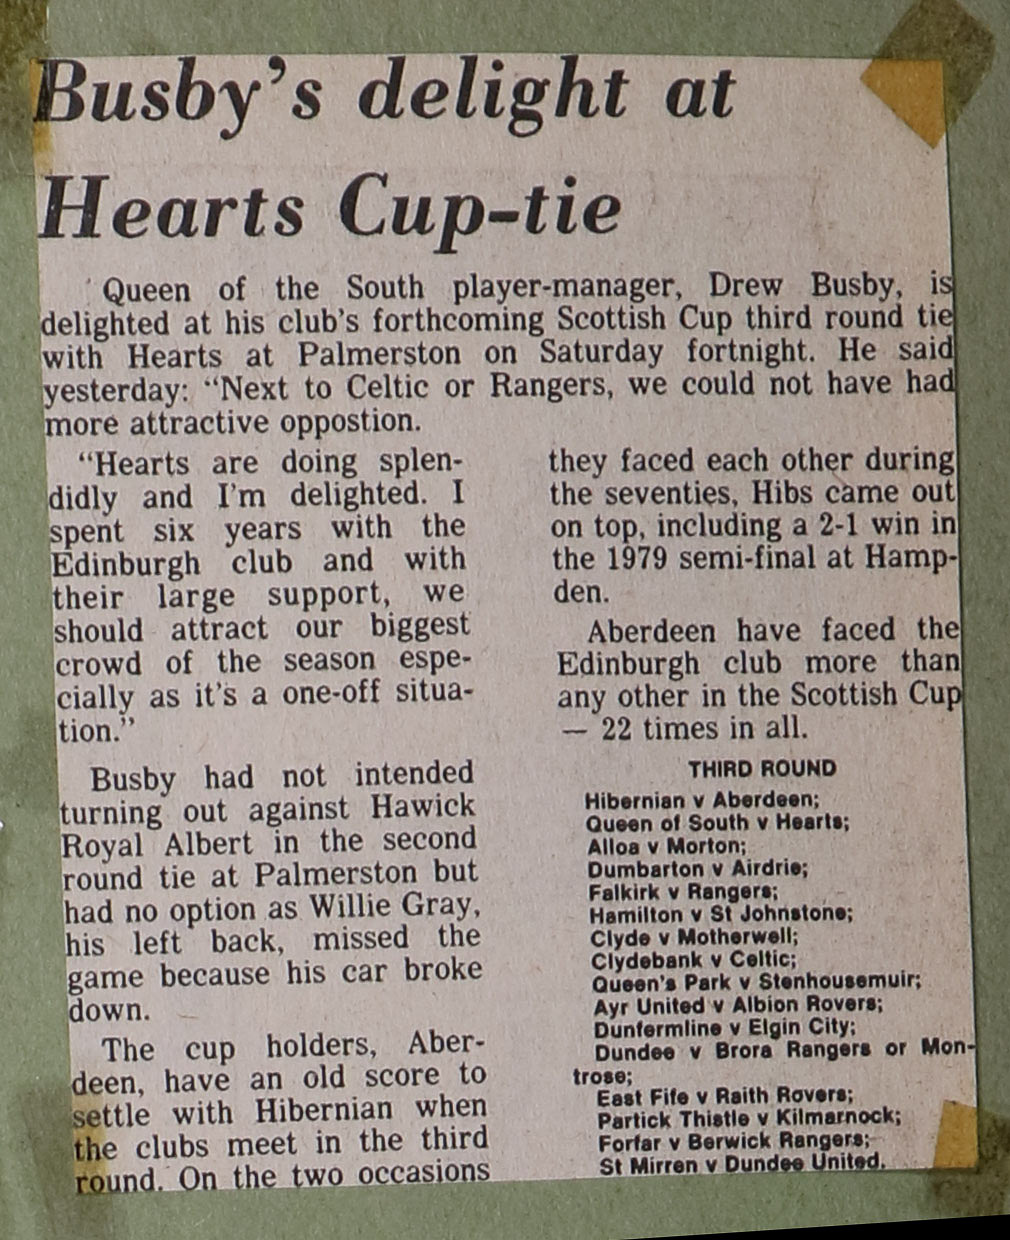 Busby's delight at
Hearts Cup-tie
Queen of the South player-manager, Drew Busby, is
delighted at his club's forthcoming Scottish Cup third round tie
with Hearts at Palmerston on Saturday fortnight. He said
yesterday: “Next to Celtic or Rangers, we could not have had
more attractive oppostion.
“Hearts are doing splen-
didly and I'm delighted. I
spent six years with the
Edinburgh club and with
their large support, we
should attract our biggest
crowd of the season espe-
cially as it's a one-off situa-
tion.”
Busby had not intended
turning out against Hawick
Royal Albert in the second
round tie at Palmerston but
had no option as Willie Gray,
his left back, missed the
game because his car broke
down.
The cup holders, Aber-
deen, have an old score to
settle with Hibernian when
the clubs meet in the third
round. On the two occasions
they faced each other during
the seventies, Hibs came out
on top, including a 2-1 win in
the 1979 semi-final at Hamp-
den.
Aberdeen have faced the
Edinburgh club more than
any other in the Scottish Cup
— 22 times in all.
THIRD ROUND
Hibernian v Aberdeen;
Queen of South v Hearts;
Alloa v Morton;
Dumbarton v Airdrie;
Falkirk v Rangers;
Hamilton v St Johnstone;
Clyde v Motherwell;
Clydebank v Celtic;
Queen's Park v Stenhousemuir;
Ayr United v Albion Rovers;
Dunfermline v Elgin City;
Dundee v Brora Rangers or Mon-
trose;
East Fife v Raith Rovers;
Partick Thistle v Kilmarnock;
Forfar v Berwick Rangers;
St Mirren v Dundee United.